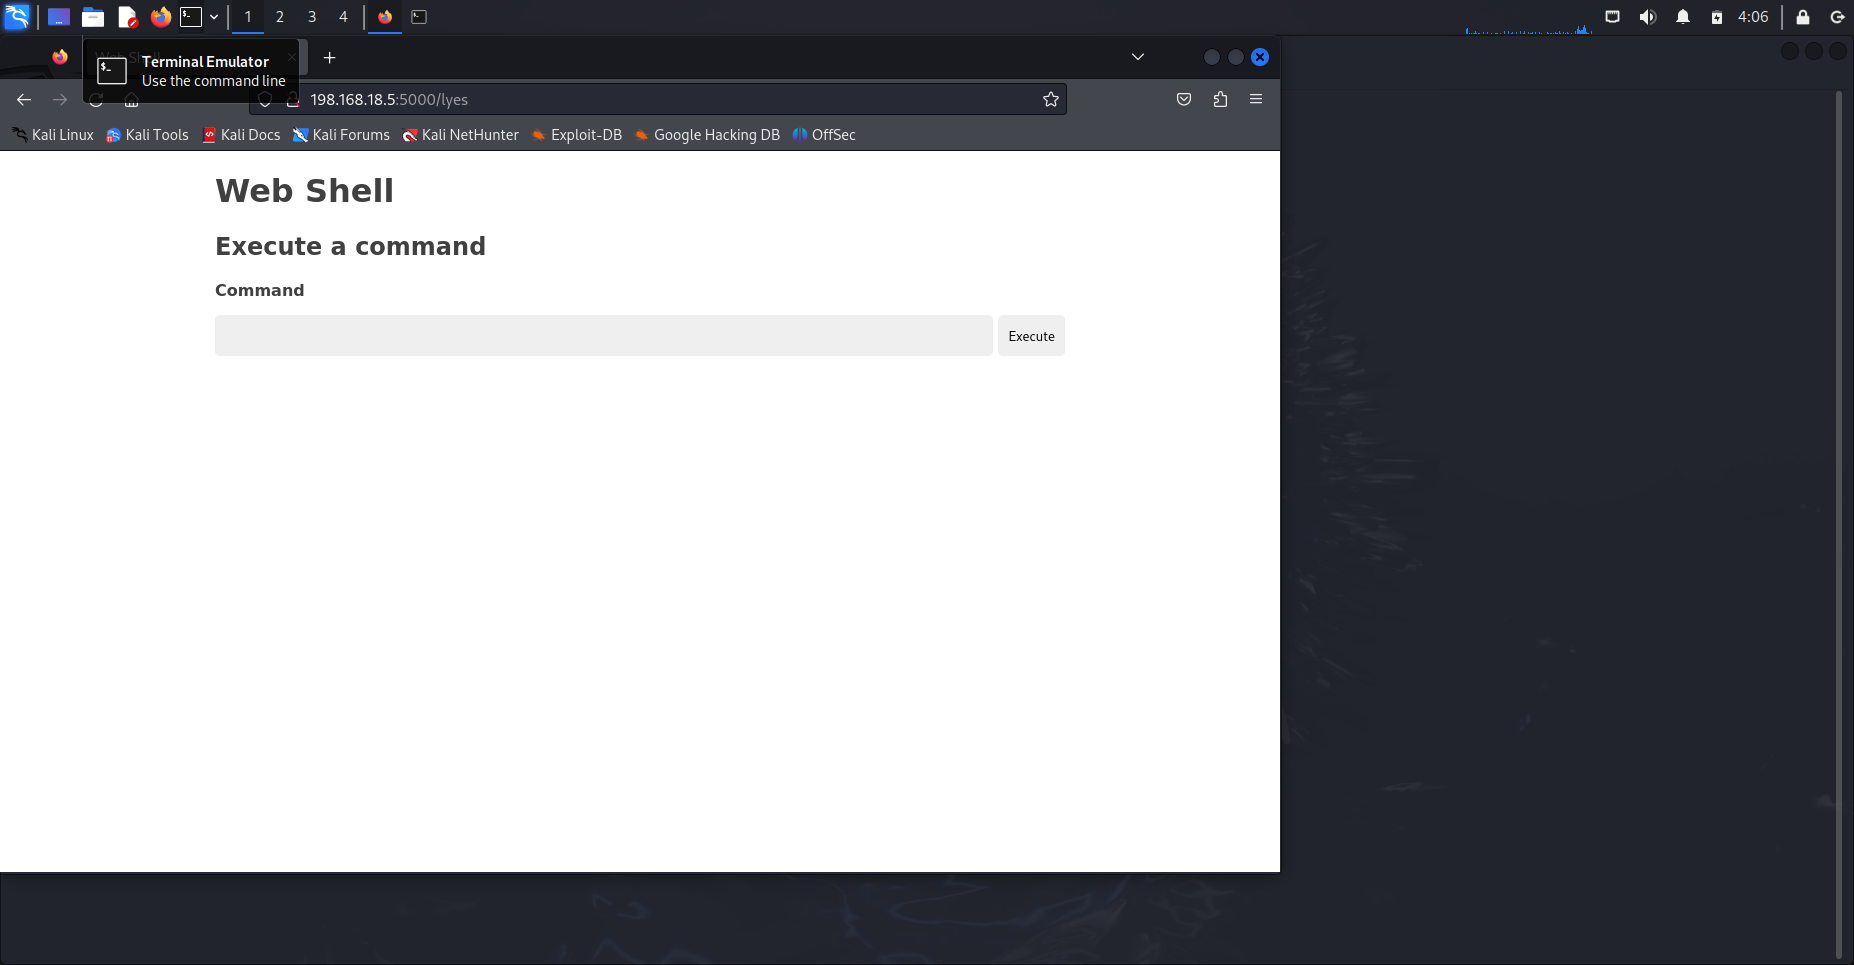 1 2 3 4 4:06
Web Shell
Terminal Emulator
Use the command line
198.168.18.5:5000/lyes
Kali Linux Kali Tools Kali Docs Kali Forums Kali NetHunter Exploit-DB Google Hacking DB OffSec
Web Shell
Execute a command
Command
Execute